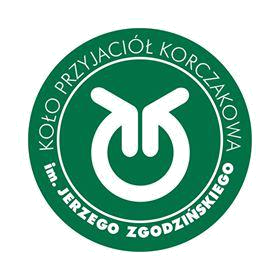 KOŁO PRZYJACIÓŁ KORCZAKOWA
im. JERZEGO ZGODZIŃSKIEGO